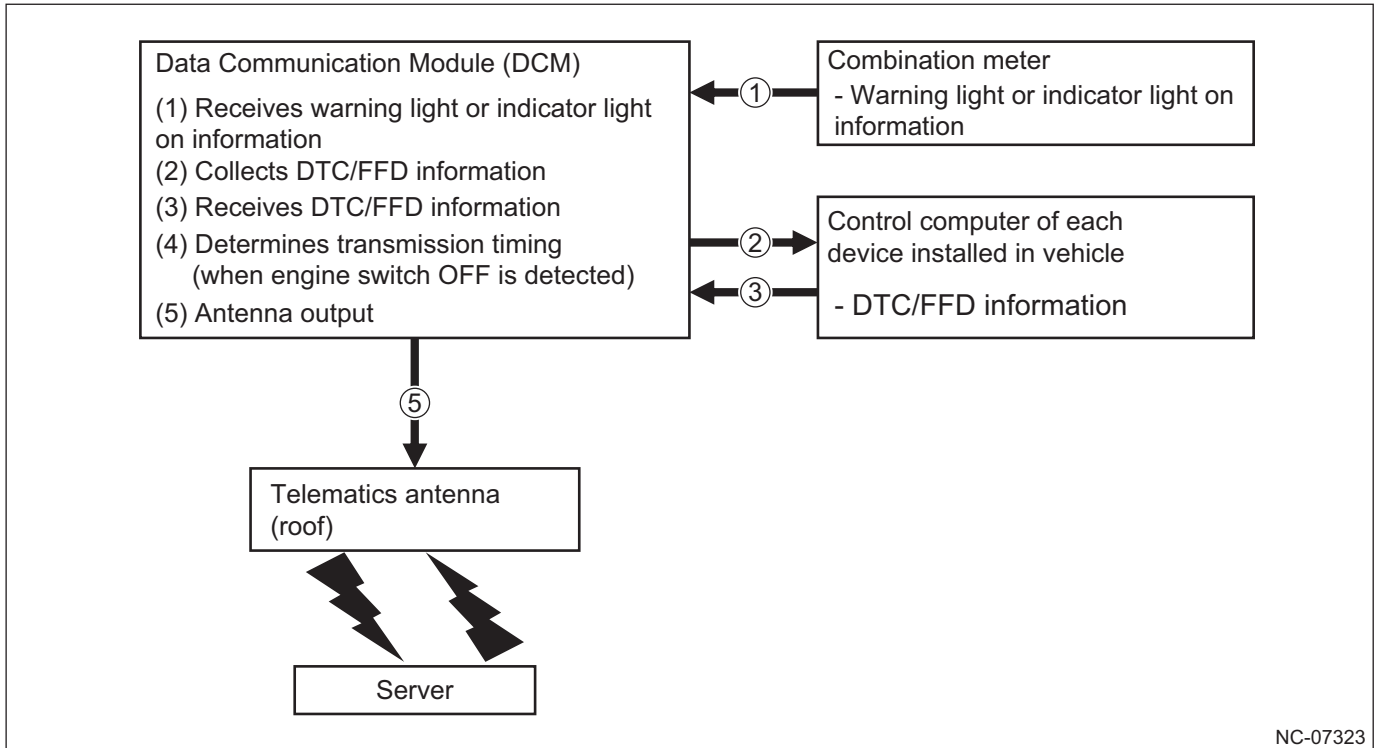 Data Communication Module (DCM)
(1) Receives warning light or indicator light
on information
(2) Collects DTC/FFD information
(3) Receives DTC/FFD information
(4) Determines transmission timing
(when engine switch OFF is detected)
(5) Antenna output
1
Combination meter
- Warning light or indicator light on
information
2
3
Control computer of each
device installed in vehicle
- DTC/FFD information
5
Telematics antenna
(roof)
Server
NC-07323